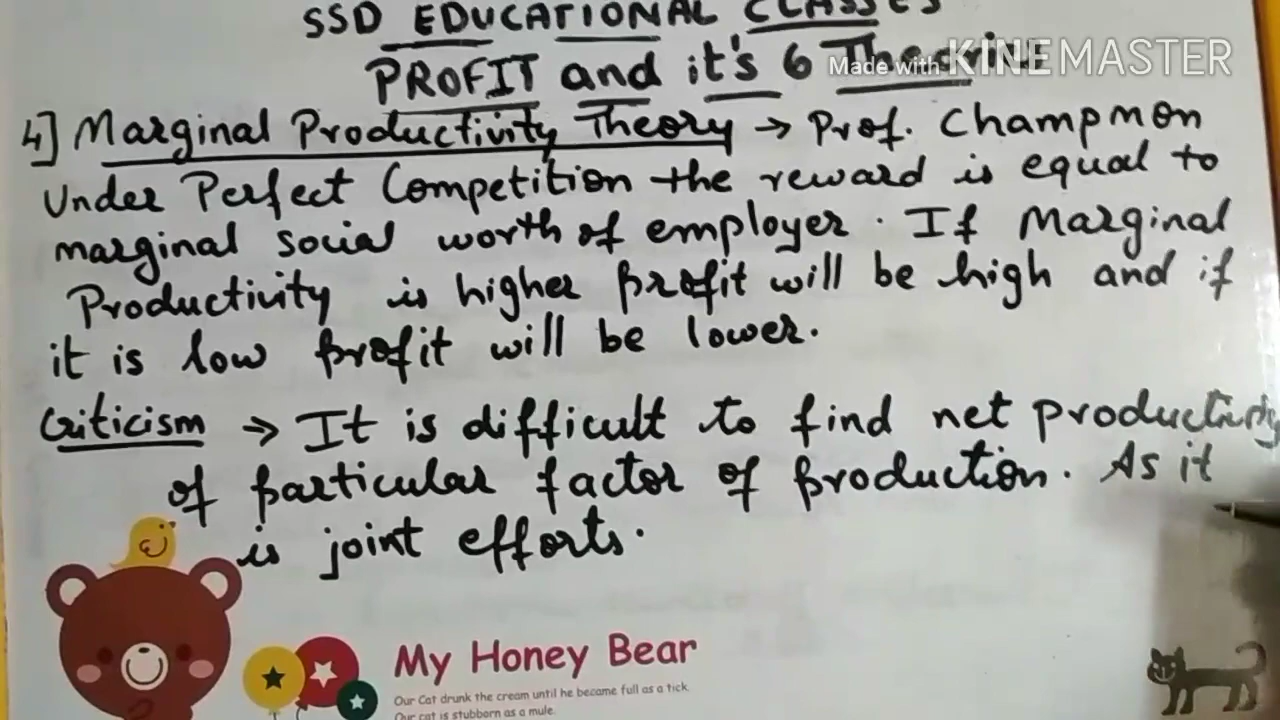 SSD EDUCATIONAL CLASSES
PROFIT and it's 6 Theories
Made with KINEMASTER
4] Marginal Productivity Theory → Prof. Champmon
Under Perfect Competition the reward is equal to
marginal social worth of employer. If Marginal
Productivity is higher profit will be high and if
it is low profit will be lower.
Criticism → It is difficult to find net productivity
of particular factor of production. As it
is joint efforts.
My Honey Bear
Our Cat drunk the cream until he became full as a tick.
Our cat is stubborn as a mule.